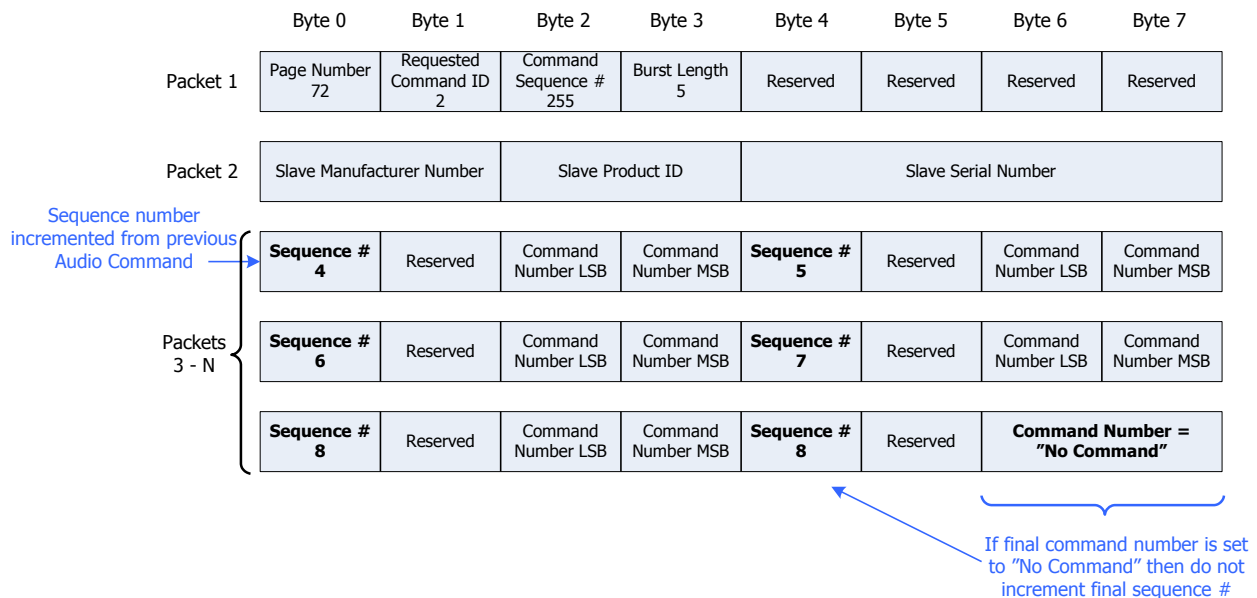 Byte 0 Byte 1 Byte 2 Byte 3 Byte 4 Byte 5 Byte 6 Byte 7
Packet 1
Page Number
72
Requested
Command ID
2
Command
Sequence #
255
Burst Length
5
Reserved
Reserved
Reserved
Reserved
Packet 2
Slave Manufacturer Number
Slave Product ID
Slave Serial Number
Sequence number
incremented from previous
Audio Command
Packets
3 - N
Sequence #
4
Reserved
Command
Number LSB
Command
Number MSB
Sequence #
5
Reserved
Command
Number LSB
Command
Number MSB
Sequence #
6
Reserved
Command
Number LSB
Command
Number MSB
Sequence #
7
Reserved
Command
Number LSB
Command
Number MSB
Sequence #
8
Reserved
Command
Number LSB
Command
Number MSB
Sequence #
8
Reserved
Command Number =
”No Command”
If final command number is set
to ”No Command” then do not
increment final sequence #